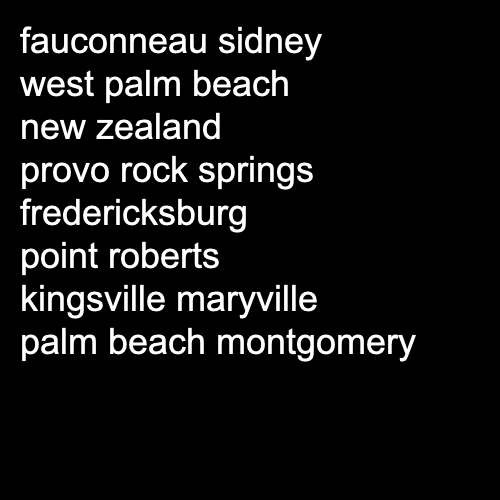 fauconneau sidney
west palm beach
new zealand
provo rock springs
fredericksburg
point roberts
kingsville maryville
palm beach montgomery